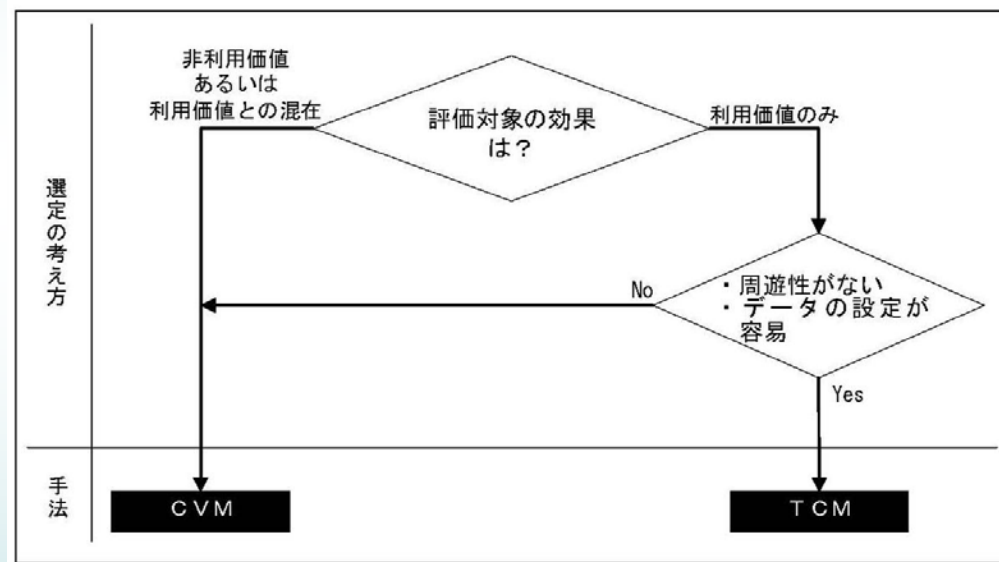 非利用価値
あるいは
利用価値との混在
評価対象の効果
は？
利用価値のみ
選定の考え方
No
・周遊性がない
・データの設定が
容易
Yes
手法
ＣＶＭ
ＴＣＭ